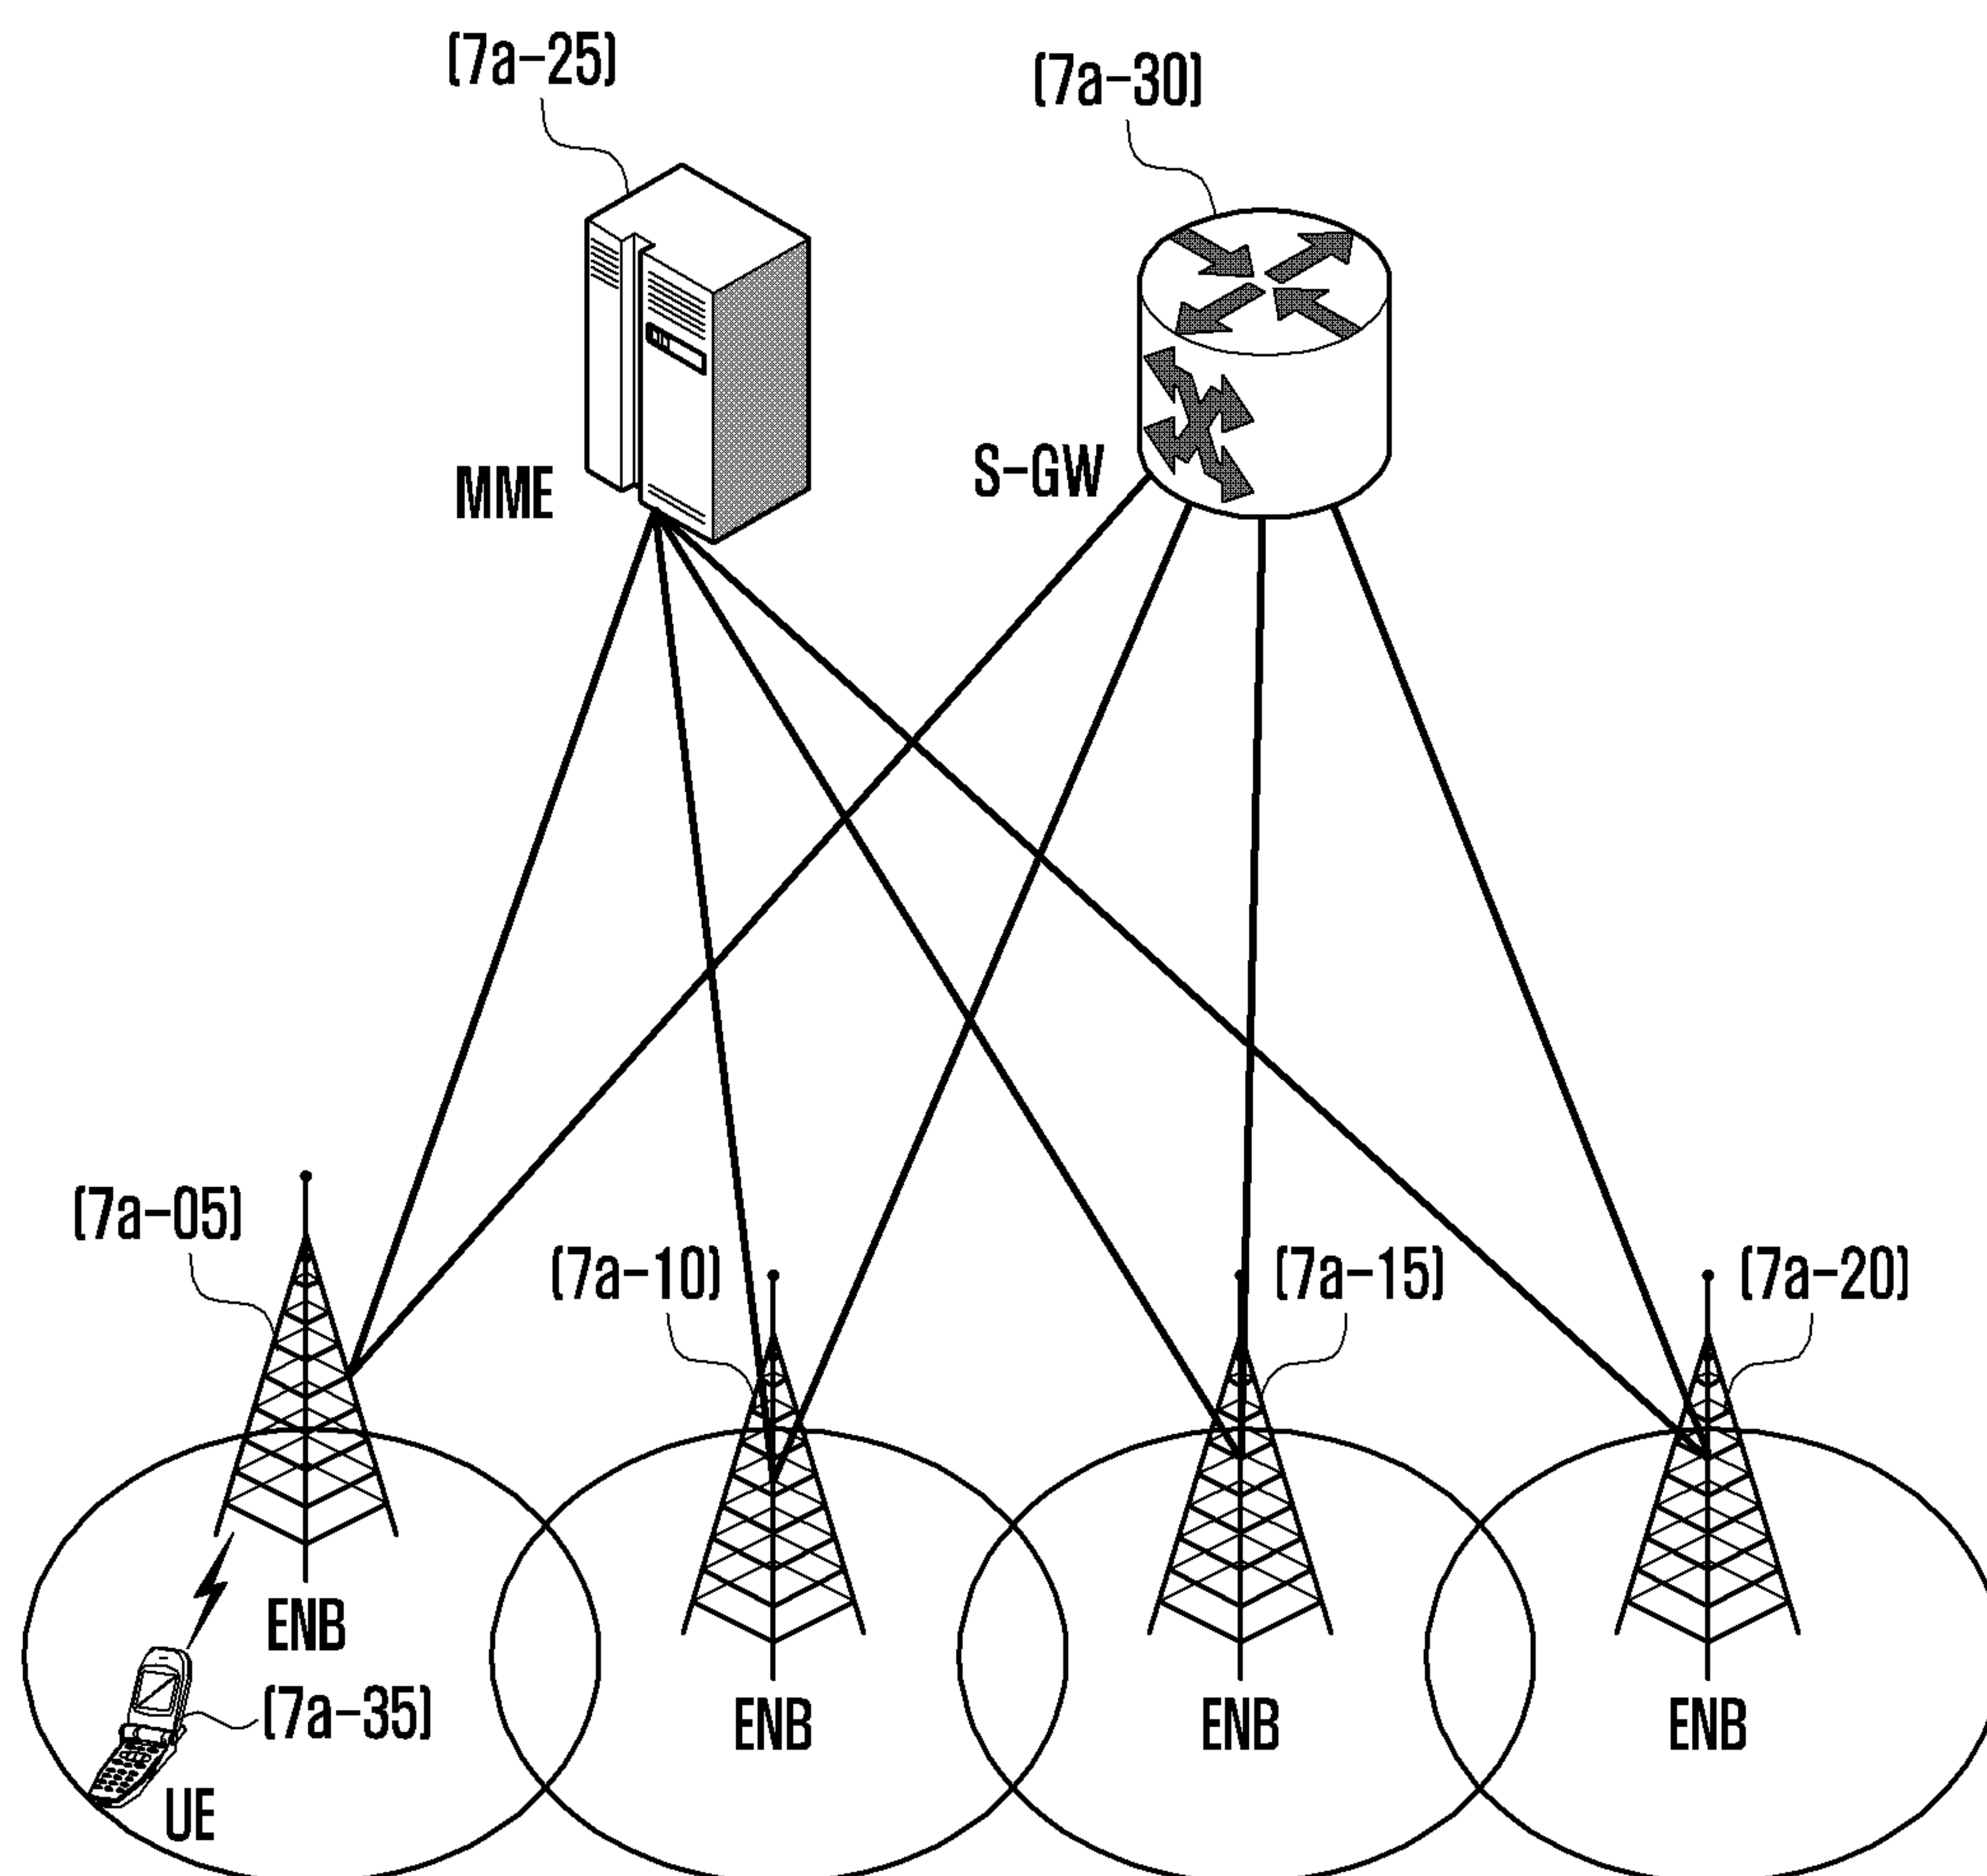 (7a-25)
(7a-30)
MME
S-GW
(7a-05)
(7a-10)
(7a-15)
(7a-20)
ENB
(7a-35)
UE
ENB
ENB
ENB